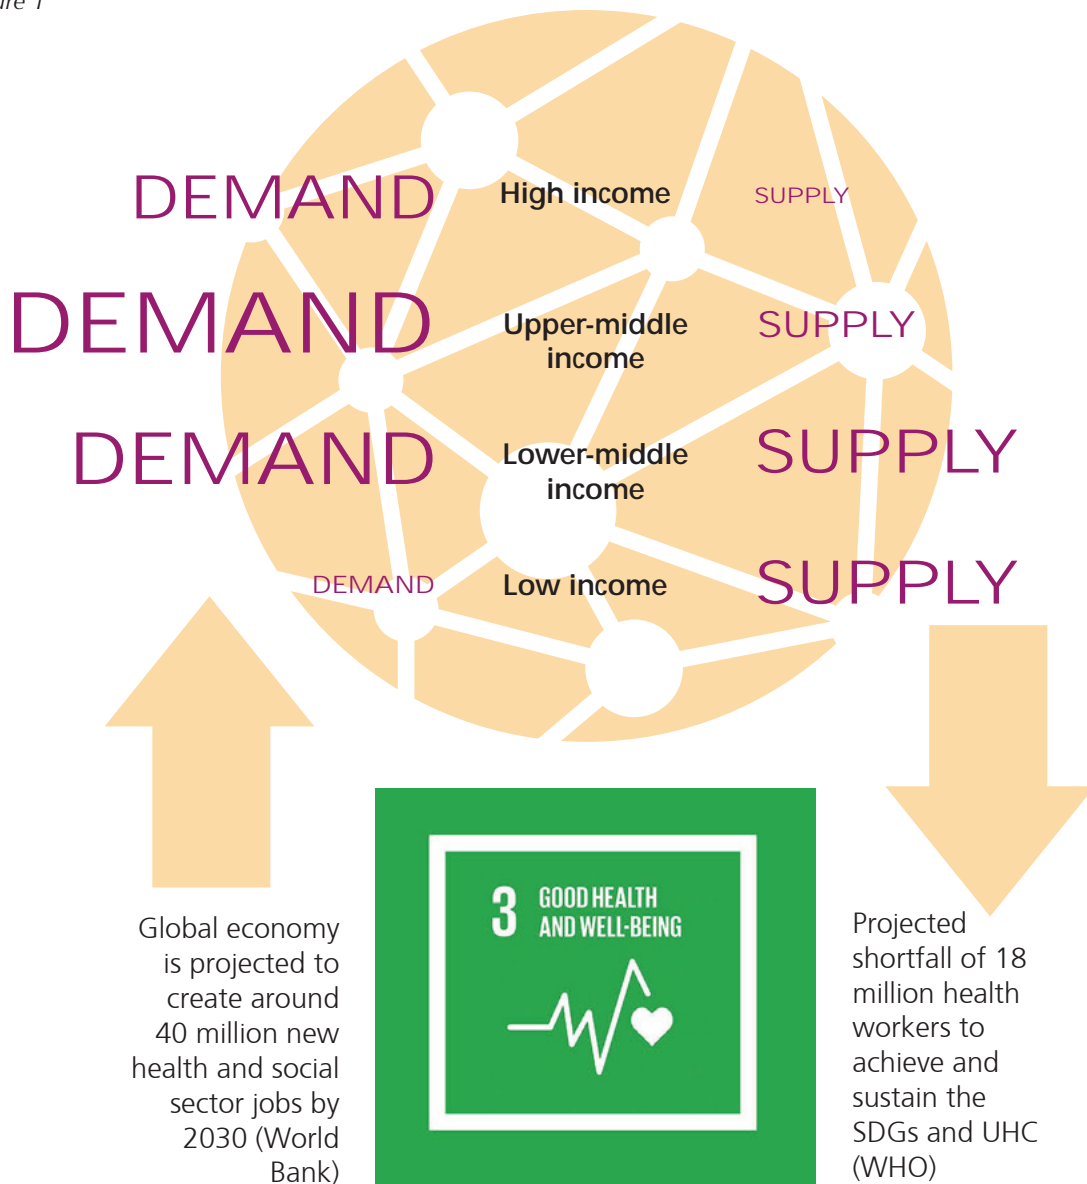 DEMAND High income SUPPLY
DEMAND Upper-middle income SUPPLY
DEMAND Lower-middle income SUPPLY
DEMAND Low income SUPPLY
Global economy
is projected to
create around
40 million new
health and social
sector jobs by
2030 (World
Bank)
3 GOOD HEALTH
AND WELL-BEING
Projected
shortfall of 18
million health
workers to
achieve and
sustain the
SDGs and UHC
(WHO)